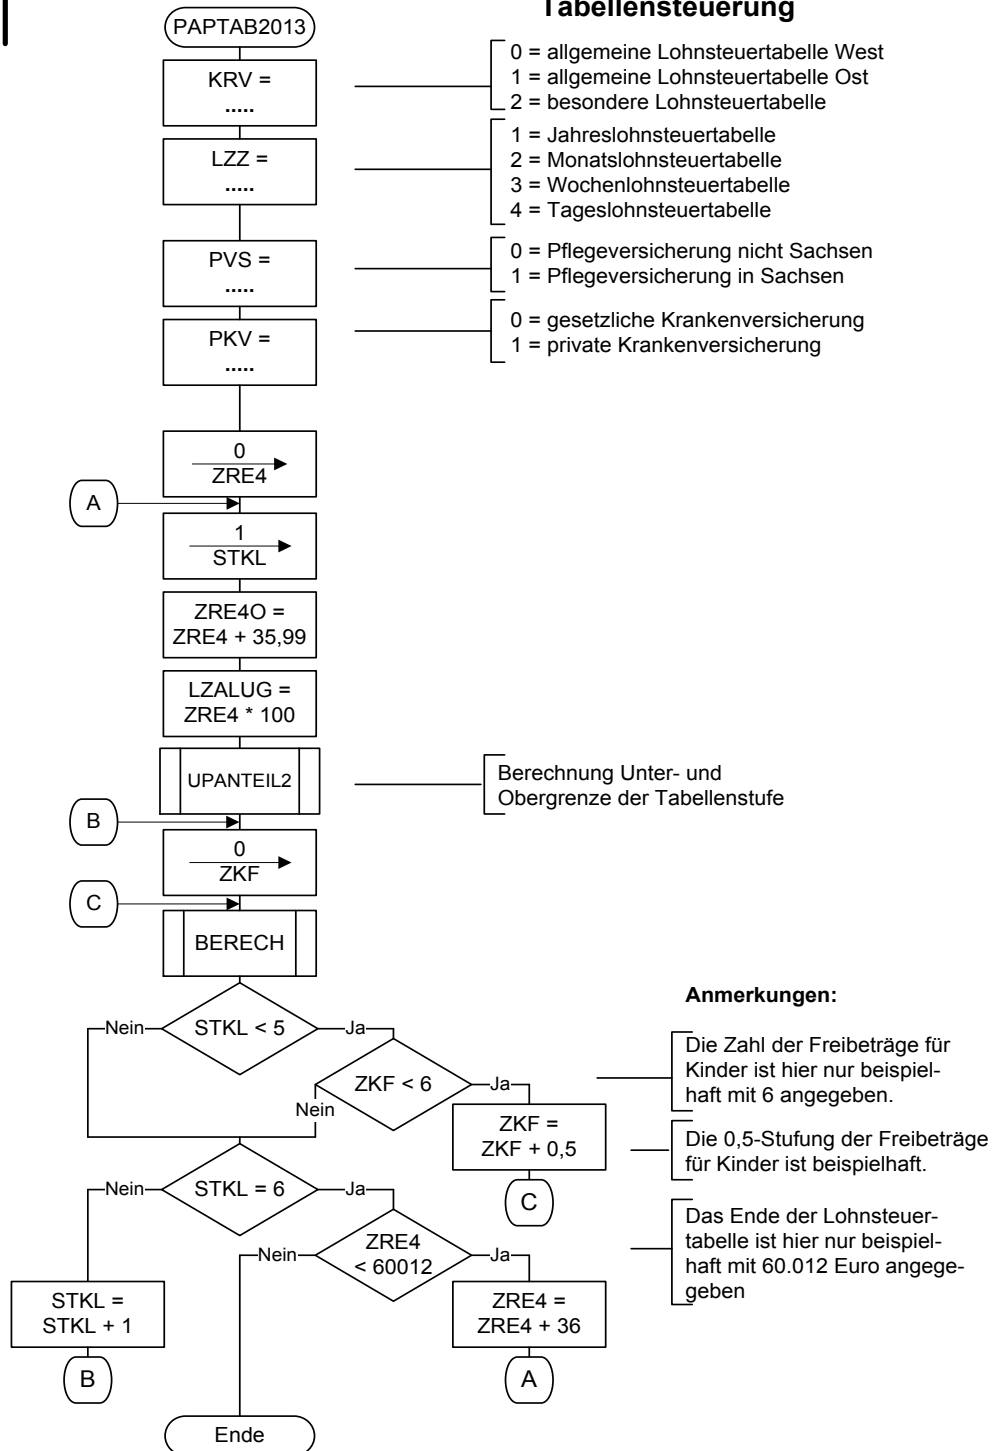 Tabellensteuerung
PAPTAB2013
KRV =
.....
0 = allgemeine Lohnsteuertabelle West
1 = allgemeine Lohnsteuertabelle Ost
2 = besondere Lohnsteuertabelle
LZZ =
.....
1 = Jahreslohnsteuertabelle
2 = Monatslohnsteuertabelle
3 = Wochenlohnsteuertabelle
4 = Tageslohnsteuertabelle
PVS =
.....
0 = Pflegeversicherung nicht Sachsen
1 = Pflegeversicherung in Sachsen
PKV =
.....
0 = gesetzliche Krankenversicherung
1 = private Krankenversicherung
0
ZRE4
A
1
STKL
ZRE4O =
ZRE4 + 35,99
LZALUG =
ZRE4 * 100
UPANTEIL2
Berechnung Unter- und
Obergrenze der Tabellenstufe
B
0
ZKF
C
BERECH
Anmerkungen:
Nein
STKL < 5
Ja
ZKF < 6
Ja
Nein
Die Zahl der Freibeträge für
Kinder ist hier nur beispiel-
haft mit 6 angegeben.
ZKF =
ZKF + 0,5
Die 0,5-Stufung der Freibeträge
für Kinder ist beispielhaft.
C
Nein
STKL = 6
Ja
Nein
ZRE4
< 60012
Ja
Das Ende der Lohnsteuer-
tabelle ist hier nur beispiel-
haft mit 60.012 Euro angege-
geben
STKL =
STKL + 1
ZRE4 =
ZRE4 + 36
B
A
Ende